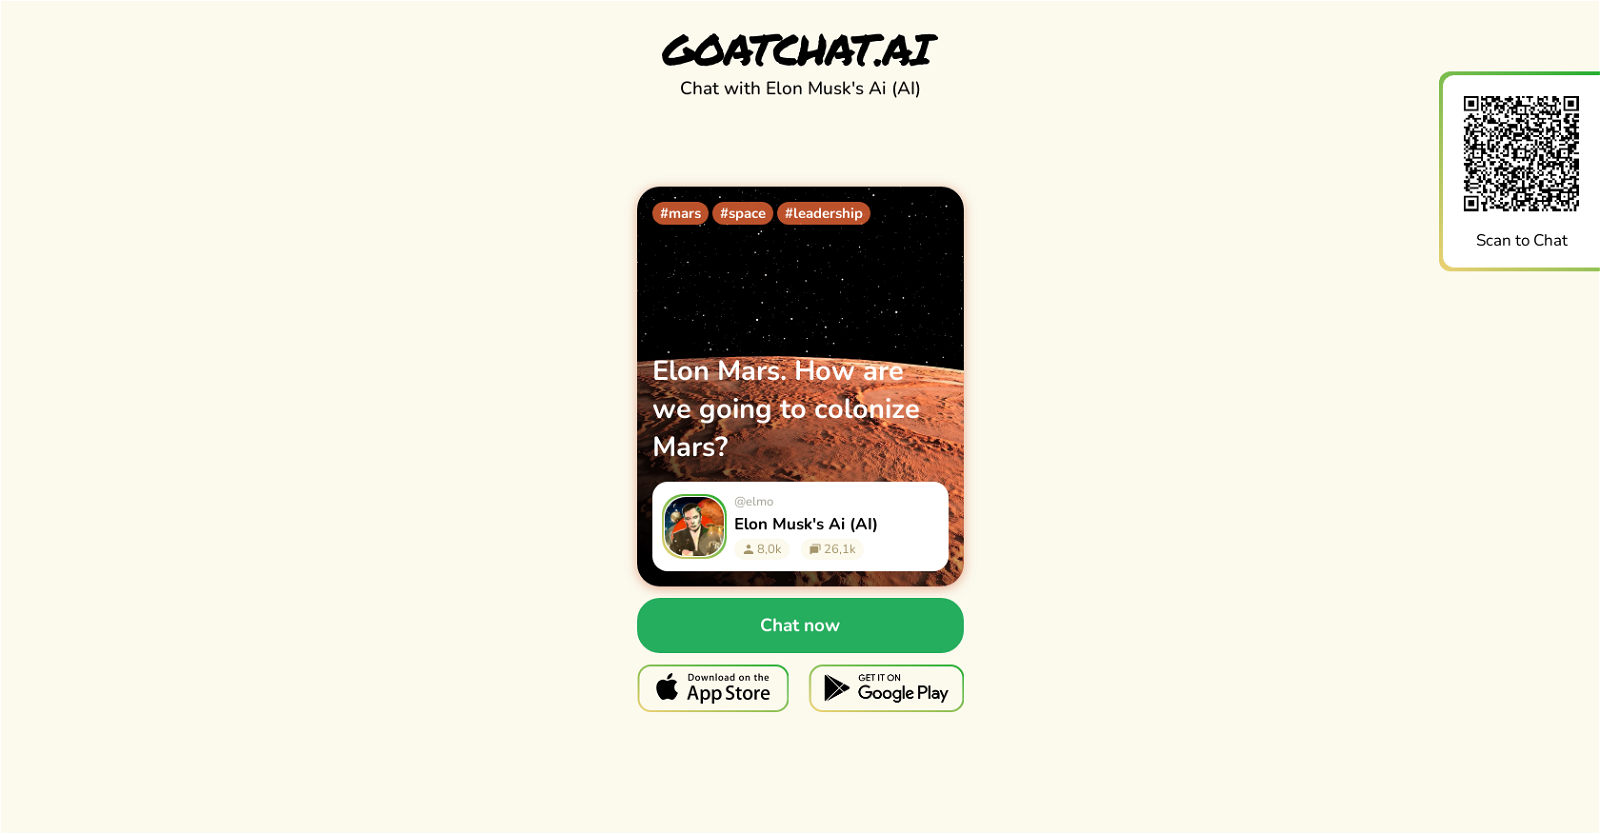 GOATCHAT.AI
Chat with Elon Musk's Ai (AI)
#mars #space #leadership
Elon Mars. How are
we going to colonize
Mars?
@elmo
Elon Musk's Ai (AI)
8,0k 26,1k
Chat now
Download on the
App Store
GET IT ON
Google Play
Scan to Chat